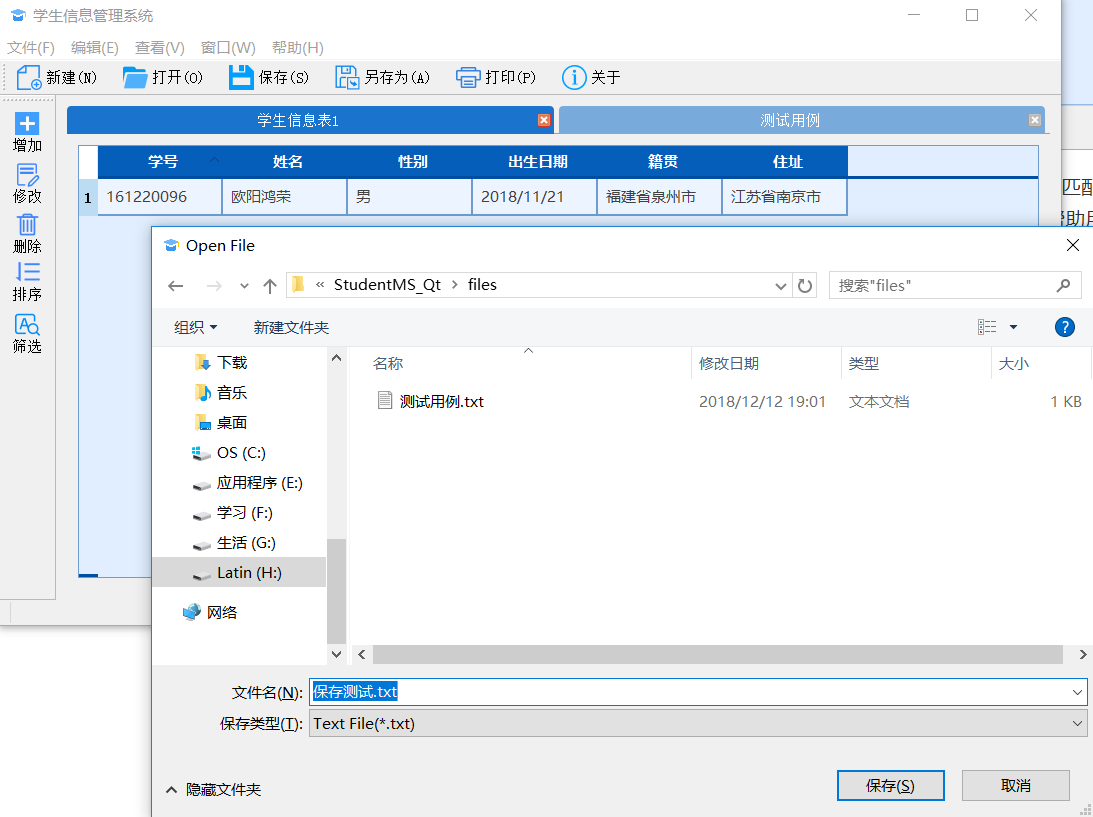 学生信息管理系统
文件(F) 编辑(E) 查看(V) 窗口(W) 帮助(H)
新建(N) 打开(O) 保存(S) 另存为(A) 打印(P) 关于
增加
修改
删除
排序
筛选
学生信息表1 测试用例
学号 姓名 性别 出生日期 籍贯 住址
1 161220096 欧阳鸿荣 男 2018/11/21 福建省泉州市 江苏省南京市
Open File
« StudentMS_Qt › files
搜索"files"
组织 新建文件夹
下载
音乐
桌面
OS (C:)
应用程序 (E:)
学习 (F:)
生活 (G:)
Latin (H:)
网络
名称 修改日期 类型 大小
测试用例.txt 2018/12/12 19:01 文本文档 1 KB
文件名(N): 保存测试.txt
保存类型(T): Text File(*.txt)
隐藏文件夹 保存(S) 取消